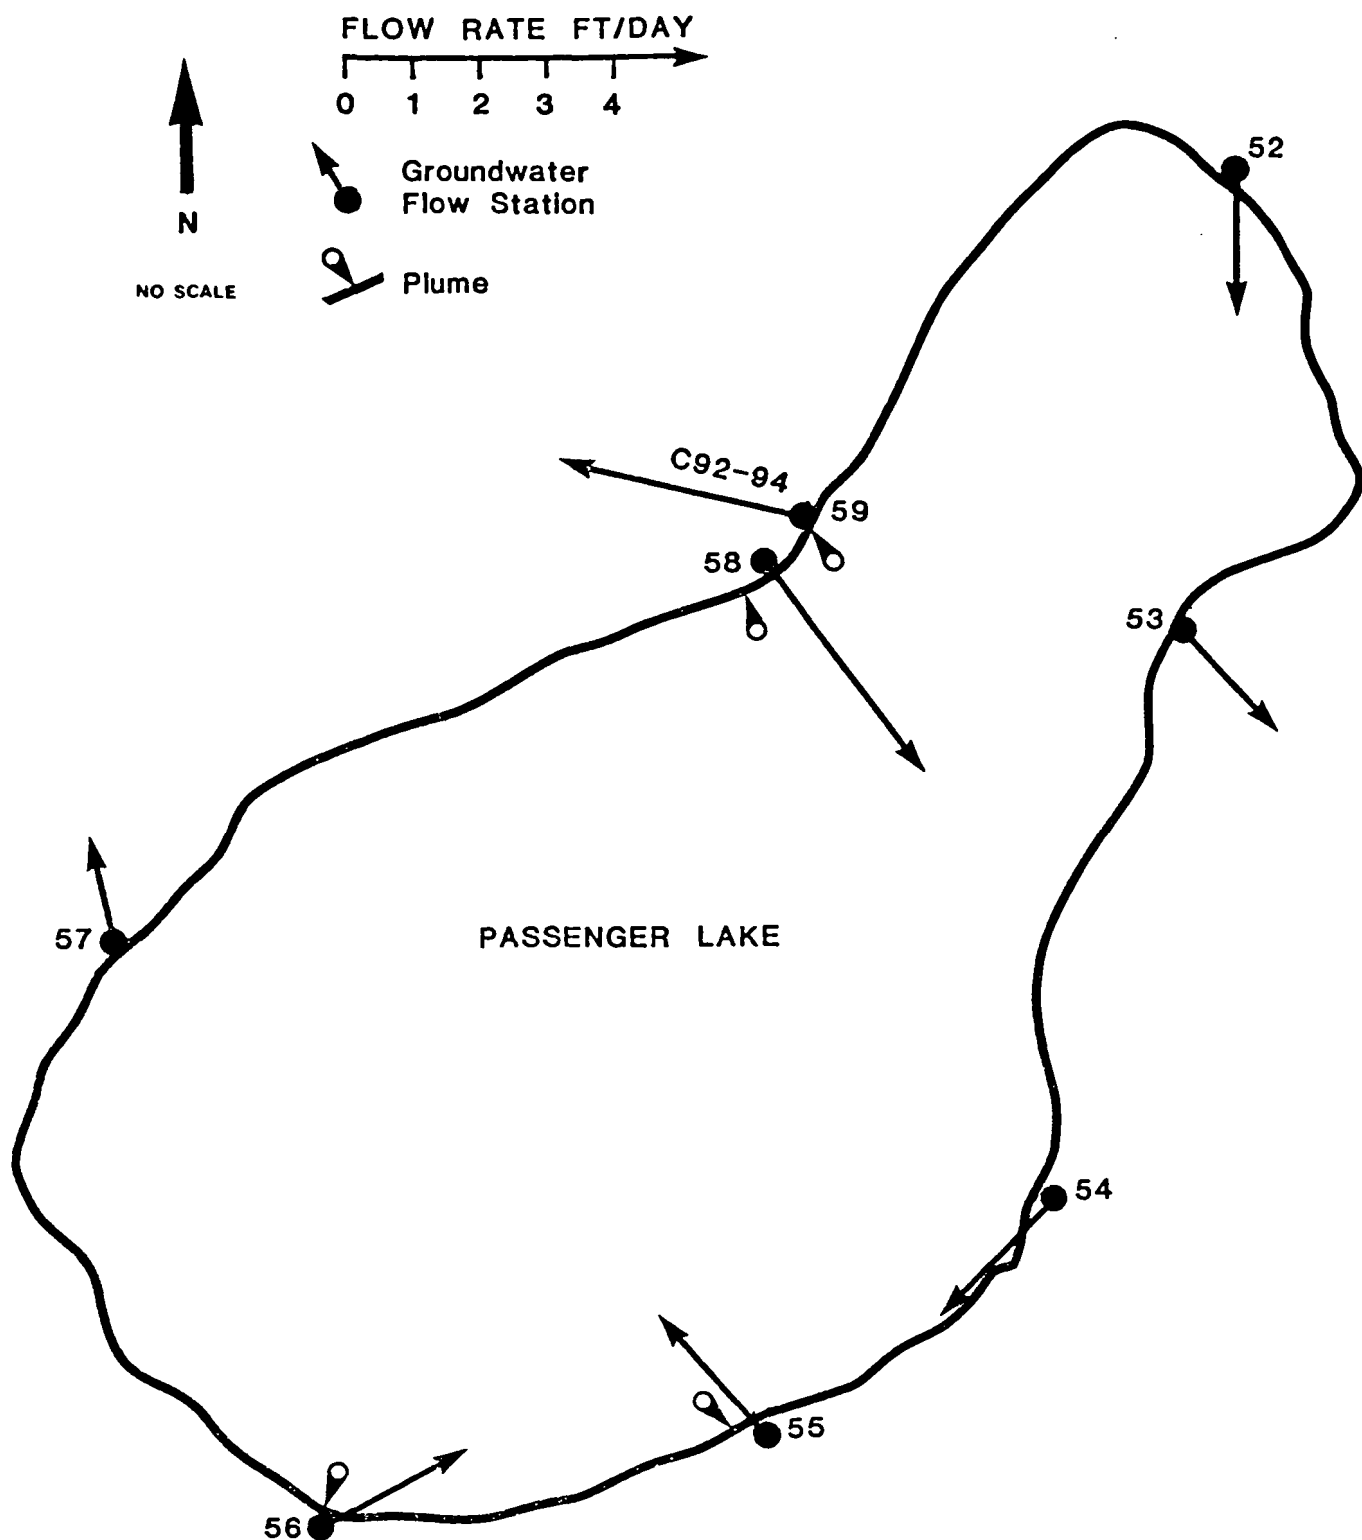 FLOW RATE FT/DAY
0 1 2 3 4
N
NO SCALE
Groundwater
Flow Station
Plume
52
C92-94
59
58
53
57
PASSENGER LAKE
54
55
56